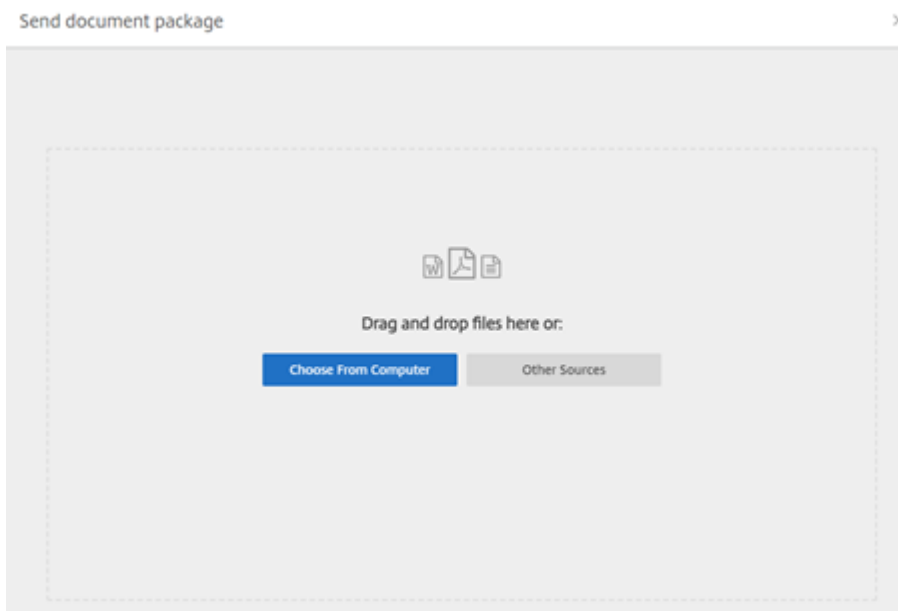 Send document package
Drag and drop files here or:
Choose From Computer
Other Sources